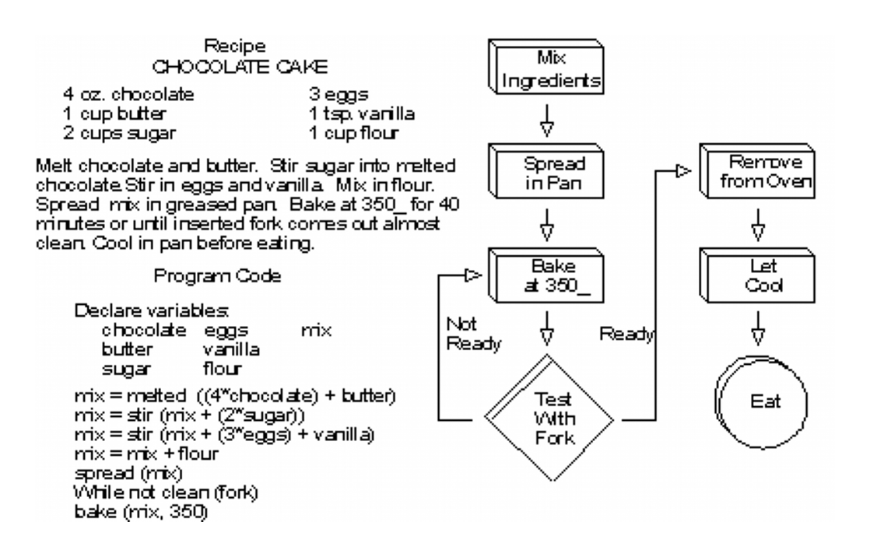 Recipe
CHOCOLATE CAKE
4 oz. chocolate 3 eggs
1 cup butter 1 tsp. vanilla
2 cups sugar 1 cup flour
Melt chocolate and butter. Stir sugar into melted
chocolate. Stir in eggs and vanilla. Mix in flour.
Spread mix in greased pan. Bake at 350_ for 40
minutes or until inserted fork comes out almost
clean. Cool in pan before eating.
Program Code
Declare variables:
chocolate eggs mix
butter vanilla
sugar flour
mix = melted ((4*chocolate) + butter)
mix = stir (mix + (2*sugar))
mix = stir (mix + (3*eggs) + vanilla)
mix = mix + flour
spread (mix)
While not clean (fork)
bake (mix, 350)
Mix
Ingredients
Spread
in Pan
Bake
at 350_
Not
Ready
Test
With
Fork
Ready
Remove
from Oven
Let
Cool
Eat